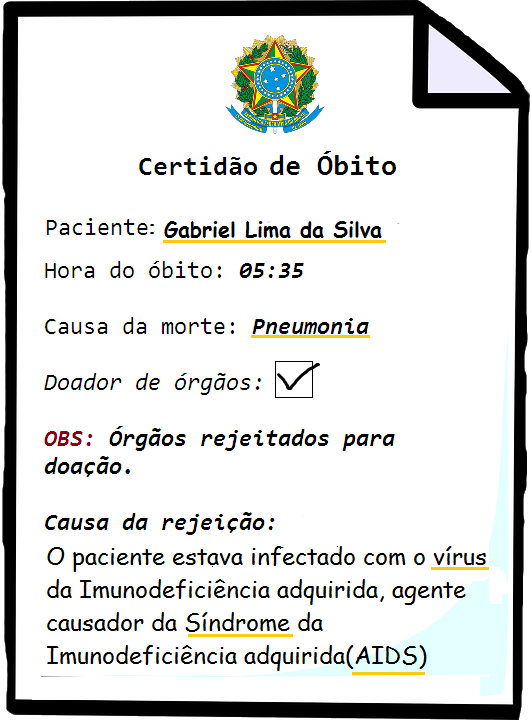 Certidão de Óbito
Paciente: Gabriel Lima da Silva
Hora do óbito: 05:35
Causa da morte: Pneumonia
Doador de órgãos:
OBS: Órgãos rejeitados para
doação.
Causa da rejeição:
O paciente estava infectado com o vírus
da Imunodeficiência adquirida, agente
causador da Síndrome da
Imunodeficiência adquirida(AIDS)